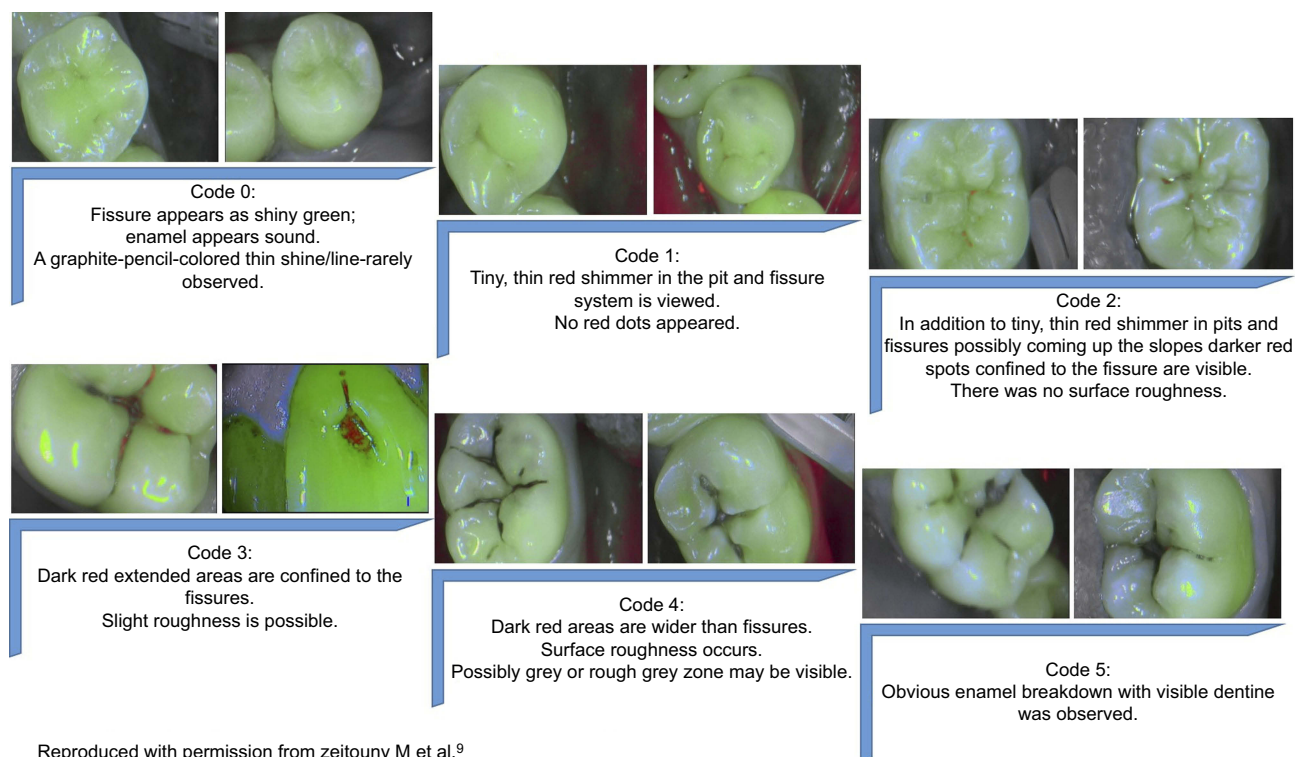 Code 0:
Fissure appears as shiny green;
enamel appears sound.
A graphite-pencil-colored thin shine/line-rarely
observed.
Code 1:
Tiny, thin red shimmer in the pit and fissure
system is viewed.
No red dots appeared.
Code 2:
In addition to tiny, thin red shimmer in pits and
fissures possibly coming up the slopes darker red
spots confined to the fissure are visible.
There was no surface roughness.
Code 3:
Dark red extended areas are confined to the
fissures.
Slight roughness is possible.
Code 4:
Dark red areas are wider than fissures.
Surface roughness occurs.
Possibly grey or rough grey zone may be visible.
Code 5:
Obvious enamel breakdown with visible dentine
was observed.
Reproduced with permission from zeitouny M et al.⁹